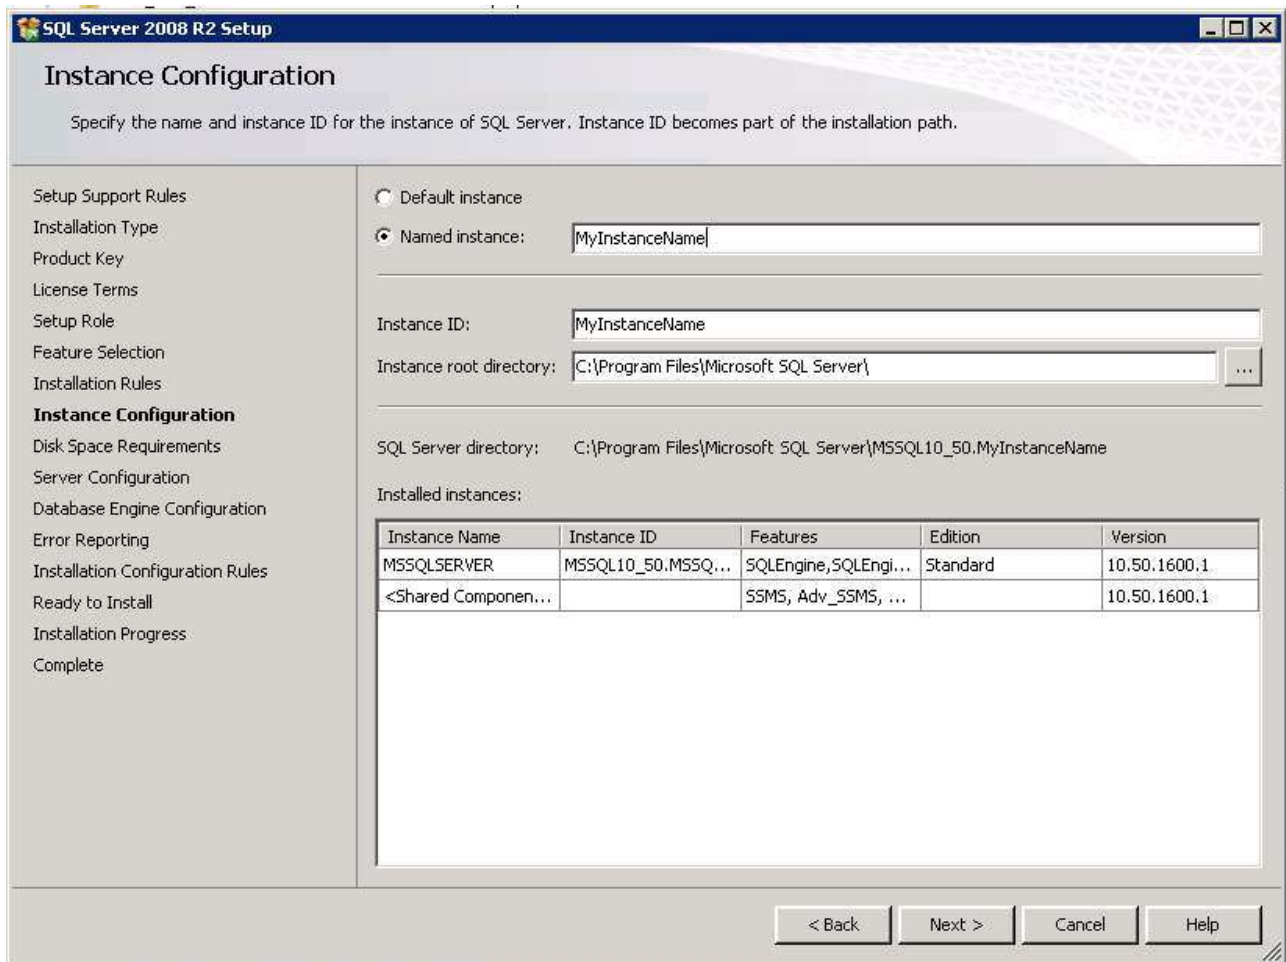 SQL Server 2008 R2 Setup
Instance Configuration
Specify the name and instance ID for the instance of SQL Server. Instance ID becomes part of the installation path.
Setup Support Rules
Installation Type
Product Key
License Terms
Setup Role
Feature Selection
Installation Rules
Instance Configuration
Disk Space Requirements
Server Configuration
Database Engine Configuration
Error Reporting
Installation Configuration Rules
Ready to Install
Installation Progress
Complete
Default instance
Named instance: MyInstanceName
Instance ID: MyInstanceName
Instance root directory: C:\Program Files\Microsoft SQL Server\ ...
SQL Server directory: C:\Program Files\Microsoft SQL Server\MSSQL10_50.MyInstanceName
Installed instances:
Instance Name Instance ID Features Edition Version
MSSQLSERVER MSSQL10_50.MSSQ... SQLEngine,SQLEngi... Standard 10.50.1600.1
<Shared Componen... SSMS, Adv_SSMS, ... 10.50.1600.1
< Back Next > Cancel Help